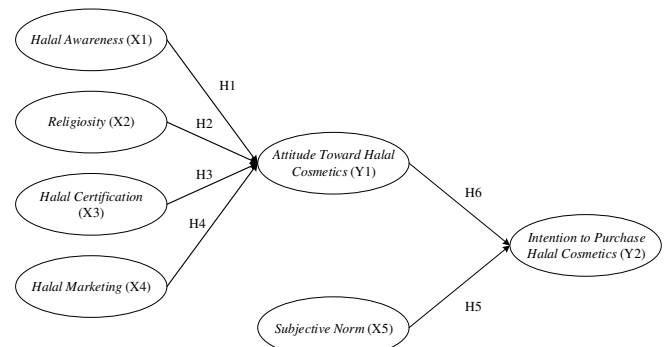 Halal Awareness (X1)
H1
Religiosity (X2)
H2
Attitude Toward Halal
Cosmetics (Y1)
H3
Halal Certification
(X3)
H6
H4
Intention to Purchase
Halal Cosmetics (Y2)
Halal Marketing (X4)
H5
Subjective Norm (X5)